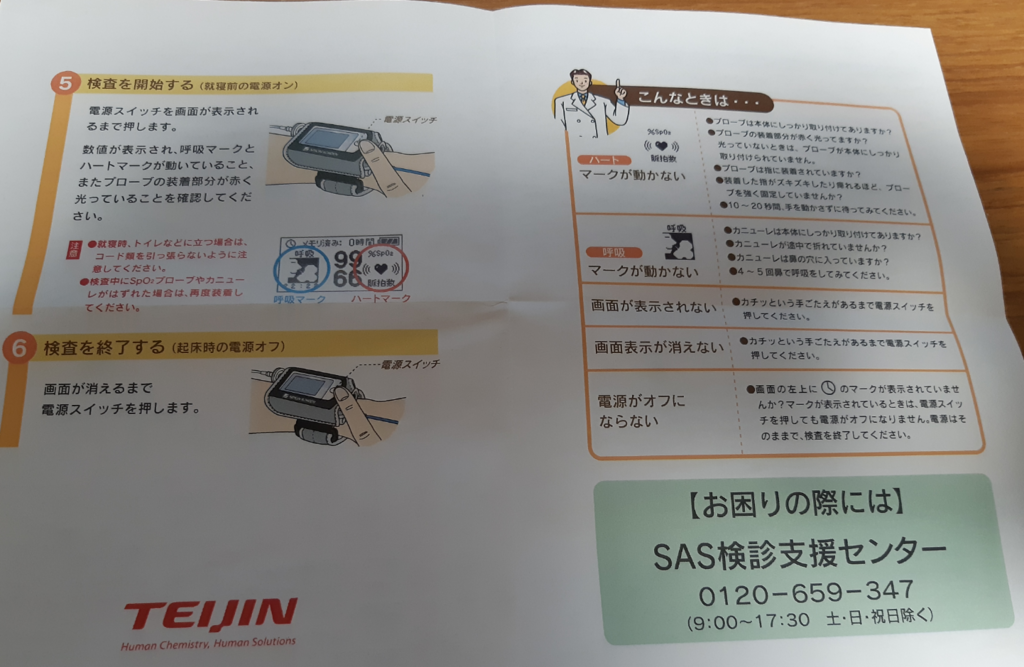 5 検査を開始する(就寝前の電源オン)
電源スイッチを画面が表示され
るまで押します。
電源スイッチ
数値が表示され、呼吸マークと
ハートマークが動いていること、
またプローブの装着部分が赤く
光っていることを確認してくだ
さい。
注意
●就寝時、トイレなどに立つ場合は、
コード類を引っ張らないように注
意してください。
●検査中にSpO₂プローブやカニュー
レがはずれた場合は、再度装着し
てください。
メモリ済み: 0時間
呼吸 99 %SpO₂
66 脈拍数
呼吸マーク ハートマーク
6 検査を終了する(起床時の電源オフ)
画面が消えるまで
電源スイッチを押します。
電源スイッチ
TEIJIN
Human Chemistry, Human Solutions
こんなときは・・・
%SpO₂
脈拍数
ハート
マークが動かない
●プローブは本体にしっかり取り付けてありますか?
●プローブの装着部分が赤く光ってますか?
光っていないときは、プローブが本体にしっかり
取り付けられていません。
●プローブは指に装着されていますか?
●装着した指がズキズキしたり痺れるほど、プロー
ブを強く固定していませんか?
●10～20秒間、手を動かさずに待ってみてください。
呼吸
呼吸
マークが動かない
●カニューレは本体にしっかり取り付けてありますか?
●カニューレが途中で折れていませんか?
●カニューレは鼻の穴に入っていますか?
●4～5回鼻で呼吸をしてみてください。
画面が表示されない
●カチッという手ごたえがあるまで電源スイッチを
押してください。
画面表示が消えない
●カチッという手ごたえがあるまで電源スイッチを
押してください。
電源がオフに
ならない
●画面の左上に のマークが表示されていませ
んか?マークが表示されているときは、電源スイッ
チを押しても電源がオフになりません。電源はそ
のままで、検査を終了してください。
【お困りの際には】
SAS検診支援センター
0120-659-347
(9:00～17:30 土・日・祝日除く)